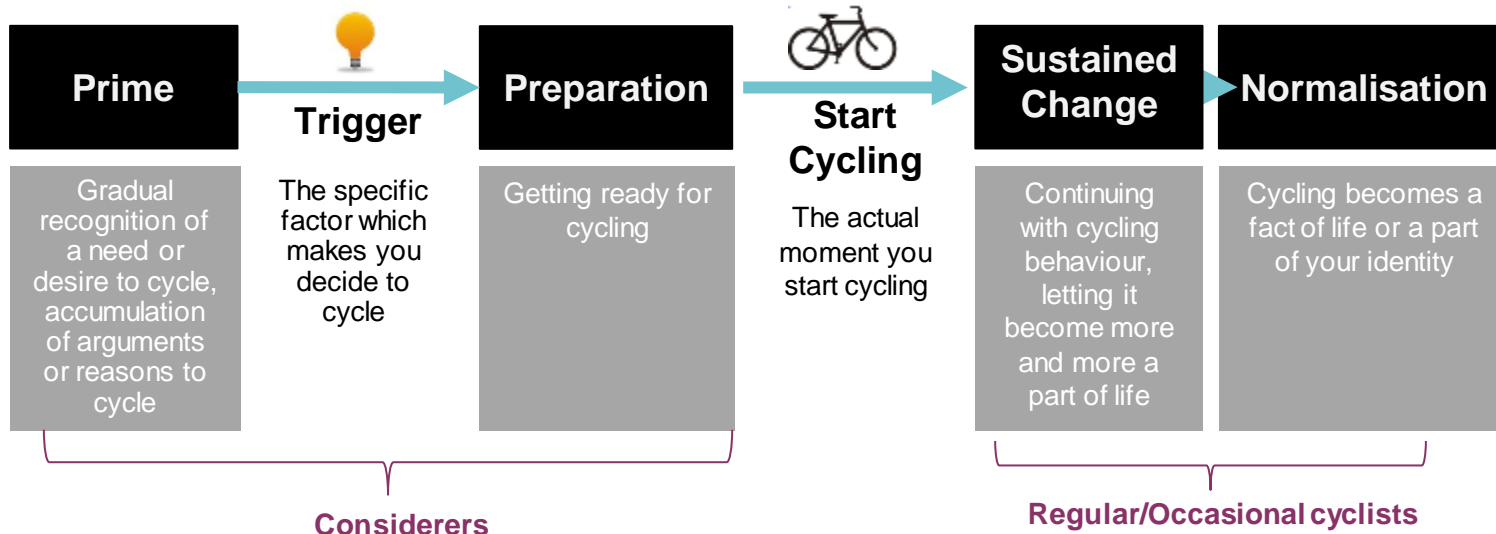 Prime
Trigger
Preparation
Start
Cycling
Sustained
Change
Normalisation
Gradual
recognition of
a need or
desire to cycle,
accumulation
of arguments
or reasons to
cycle
The specific
factor which
makes you
decide to
cycle
Getting ready for
cycling
The actual
moment you
start cycling
Continuing
with cycling
behaviour,
letting it
become more
and more a
part of life
Cycling becomes a
fact of life or a part
of your identity
Considerers
Regular/Occasional cyclists